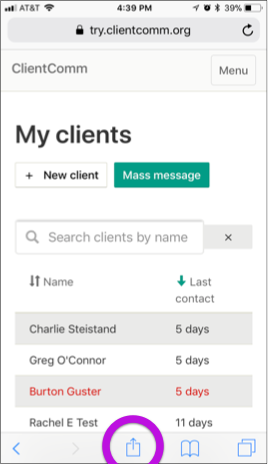 AT&T 4:39 PM 39%
try.clientcomm.org
ClientComm Menu
My clients
+ New client Mass message
Search clients by name ×
Name Last
contact
Charlie Steistand 5 days
Greg O'Connor 5 days
Burton Guster 5 days
Rachel E Test 11 days